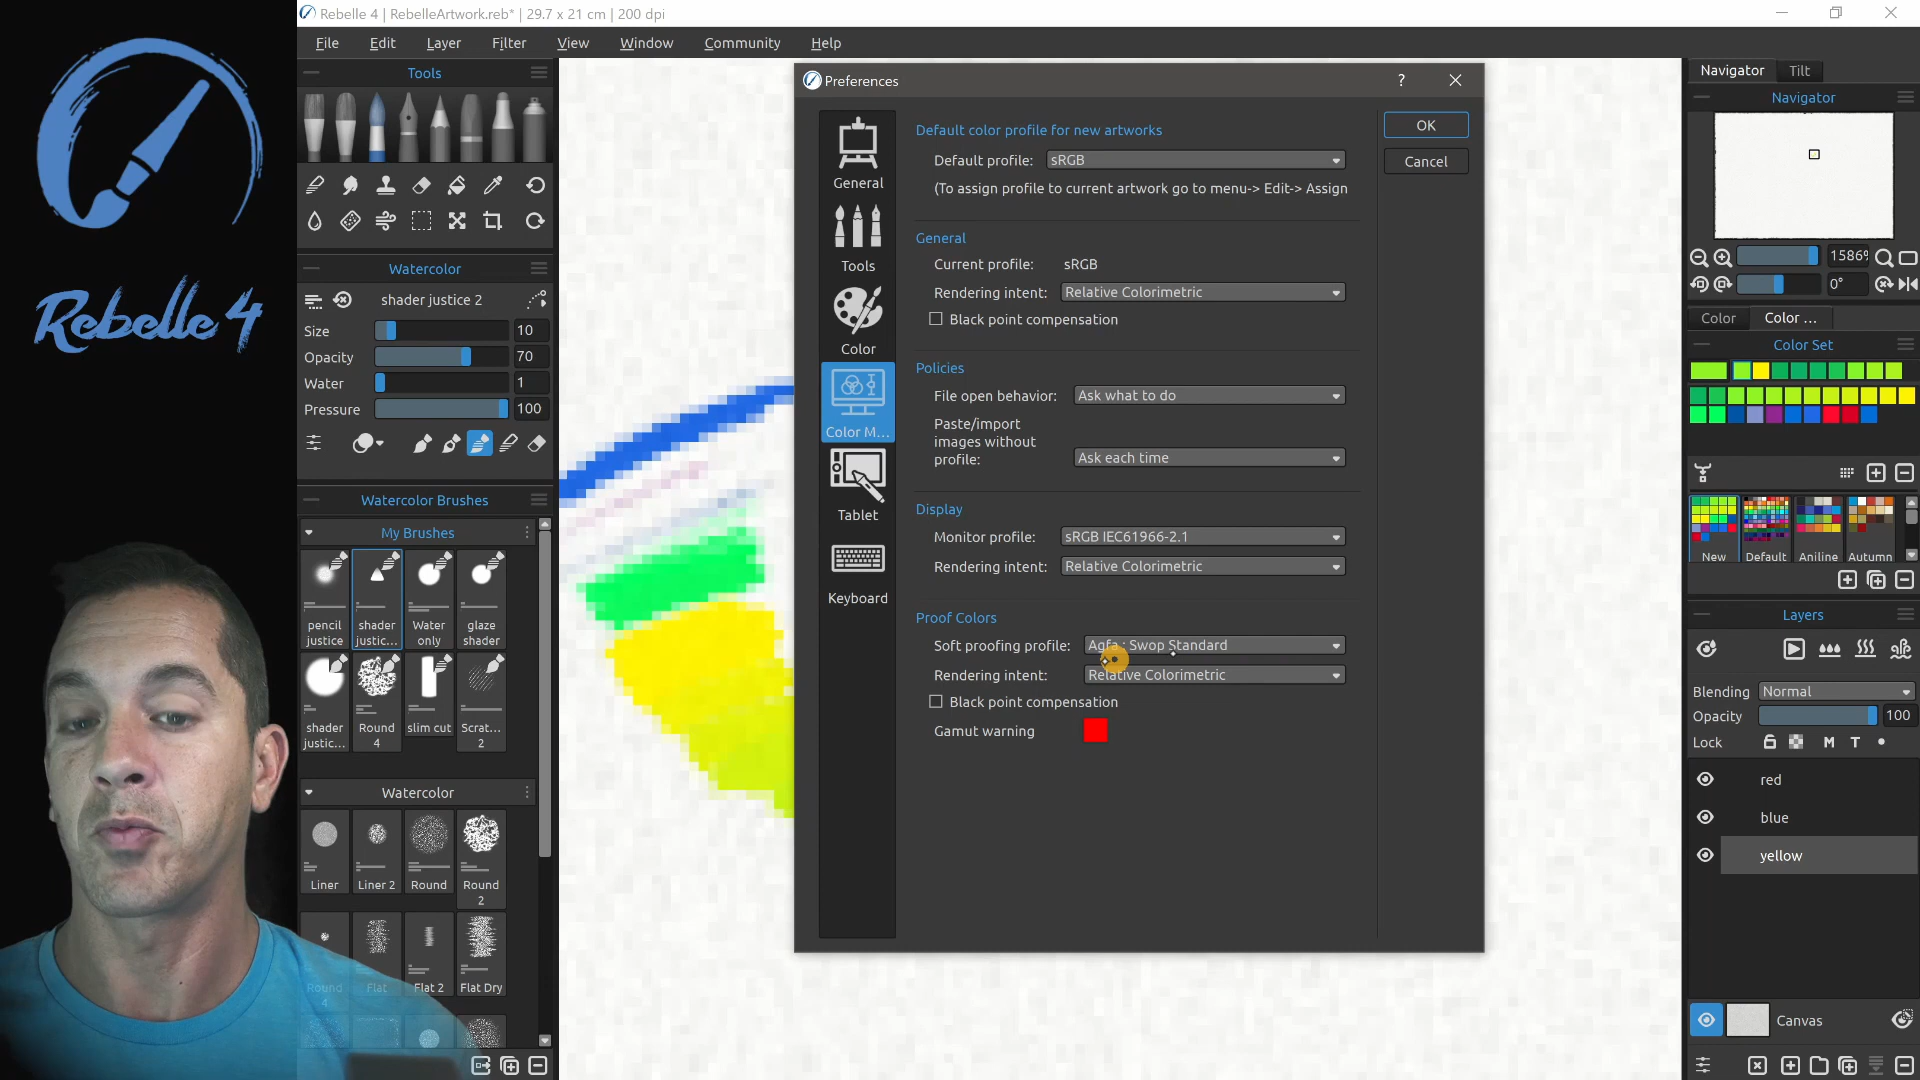 Rebelle 4
Rebelle 4 | RebelleArtwork.reb* | 29.7 x 21 cm | 200 dpi
File Edit Layer Filter View Window Community Help
Tools
Watercolor
shader justice 2
Size 10
Opacity 70
Water 1
Pressure 100
Watercolor Brushes
My Brushes
pencil justice
shader justic...
Water only
glaze shader
shader justic...
Round 4
slim cut
Scrat... 2
Watercolor
Liner
Liner 2
Round
Round 2
Round 4
Flat
Flat 2
Flat Dry
Preferences
? 
General
Tools
Color
Color M...
Tablet
Keyboard
Default color profile for new artworks
Default profile: sRGB
(To assign profile to current artwork go to menu-> Edit-> Assign
General
Current profile: sRGB
Rendering intent: Relative Colorimetric
Black point compensation
Policies
File open behavior: Ask what to do
Paste/import
images without
profile: Ask each time
Display
Monitor profile: sRGB IEC61966-2.1
Rendering intent: Relative Colorimetric
Proof Colors
Soft proofing profile: Agfa : Swop Standard
Rendering intent: Relative Colorimetric
Black point compensation
Gamut warning
OK
Cancel
Navigator Tilt
Navigator
1586%
0°
Color Color ...
Color Set
New Default Aniline Autumn
Layers
Blending Normal
Opacity 100
Lock M T
red
blue
yellow
Canvas